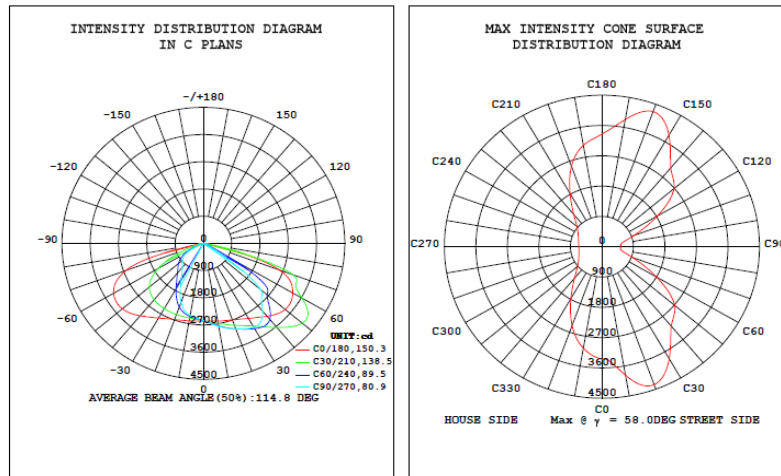 INTENSITY DISTRIBUTION DIAGRAM
IN C PLANS
-/+180
-150
150
-120
120
-90
90
-60
60
-30
30
0
0
900
1800
2700
3600
4500
UNIT:cd
C0/180,150.3
C30/210,138.5
C60/240,89.5
C90/270,80.9
AVERAGE BEAM ANGLE(50%):114.8 DEG
MAX INTENSITY CONE SURFACE
DISTRIBUTION DIAGRAM
C180
C210
C150
C240
C120
C270
C90
C300
C60
C330
C30
C0
0
900
1800
2700
3600
4500
HOUSE SIDE
Max @ γ = 58.0DEG
STREET SIDE